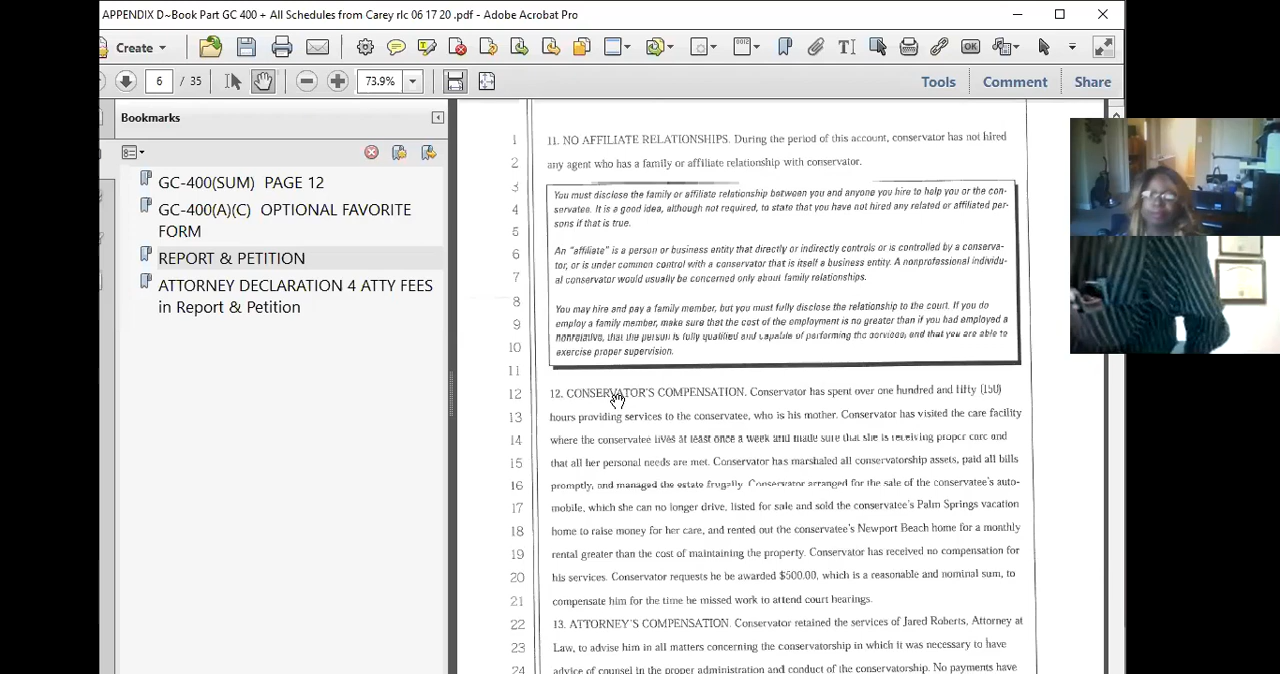 APPENDIX D~Book Part GC 400 + All Schedules from Carey rlc 06 17 20 .pdf - Adobe Acrobat Pro
Create
6 / 35
73.9%
Tools
Comment
Share
Bookmarks
GC-400(SUM) PAGE 12
GC-400(A)(C) OPTIONAL FAVORITE
FORM
REPORT & PETITION
ATTORNEY DECLARATION 4 ATTY FEES
in Report & Petition
1 11. NO AFFILIATE RELATIONSHIPS. During the period of this account, conservator has not hired
2 any agent who has a family or affiliate relationship with conservator.
3 You must disclose the family or affiliate relationship between you and anyone you hire to help you or the con-
4 servatee. It is a good idea, although not required, to state that you have not hired any related or affiliated per-
5 sons if that is true.
6 An "affiliate" is a person or business entity that directly or indirectly controls or is controlled by a conserva-
tor, or is under common control with a conservator that is itself a business entity. A nonprofessional individu-
7 al conservator would usually be concerned only about family relationships.
8 You may hire and pay a family member, but you must fully disclose the relationship to the court. If you do
9 employ a family member, make sure that the cost of the employment is no greater than if you had employed a
nonrelative, that the person is fully qualified and capable of performing the services, and that you are able to
10 exercise proper supervision.
11
12 12. CONSERVATOR'S COMPENSATION. Conservator has spent over one hundred and fifty (150)
13 hours providing services to the conservatee, who is his mother. Conservator has visited the care facility
14 where the conservatee lives at least once a week and made sure that she is receiving proper care and
15 that all her personal needs are met. Conservator has marshaled all conservatorship assets, paid all bills
16 promptly, and managed the estate frugally. Conservator arranged for the sale of the conservatee's auto-
17 mobile, which she can no longer drive, listed for sale and sold the conservatee's Palm Springs vacation
18 home to raise money for her care, and rented out the conservatee's Newport Beach home for a monthly
19 rental greater than the cost of maintaining the property. Conservator has received no compensation for
20 his services. Conservator requests he be awarded $500.00, which is a reasonable and nominal sum, to
21 compensate him for the time he missed work to attend court hearings.
22 13. ATTORNEY'S COMPENSATION. Conservator retained the services of Jared Roberts, Attorney at
23 Law, to advise him in all matters concerning the conservatorship in which it was necessary to have
24 advice of counsel in the proper administration and conduct of the conservatorship. No payments have